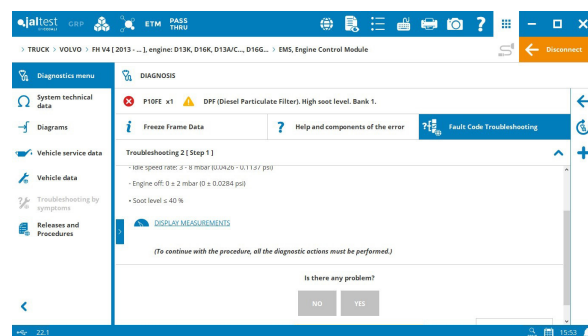 jaltest GRP ETM PASS THRU
> TRUCK > VOLVO > FH V4 [ 2013 - ... ], engine: D13K, D16K, D13A/C..., D16G... > EMS, Engine Control Module
Disconnect
Diagnostics menu
DIAGNOSIS
System technical data
P10FE x1 DPF (Diesel Particulate Filter). High soot level. Bank 1.
Diagrams
Freeze Frame Data
Help and components of the error
Fault Code Troubleshooting
Vehicle service data
Troubleshooting 2 [ Step 1 ]
- Idle speed rate: 3 - 8 mbar (0.0426 - 0.1137 psi)
Vehicle data
- Engine off: 0 ± 2 mbar (0 ± 0.0284 psi)
Troubleshooting by symptoms
• Soot level ≤ 40 %
Releases and Procedures
DISPLAY MEASUREMENTS
(To continue with the procedure, all the diagnostic actions must be performed.)
Is there any problem?
NO YES
22.1
15:53